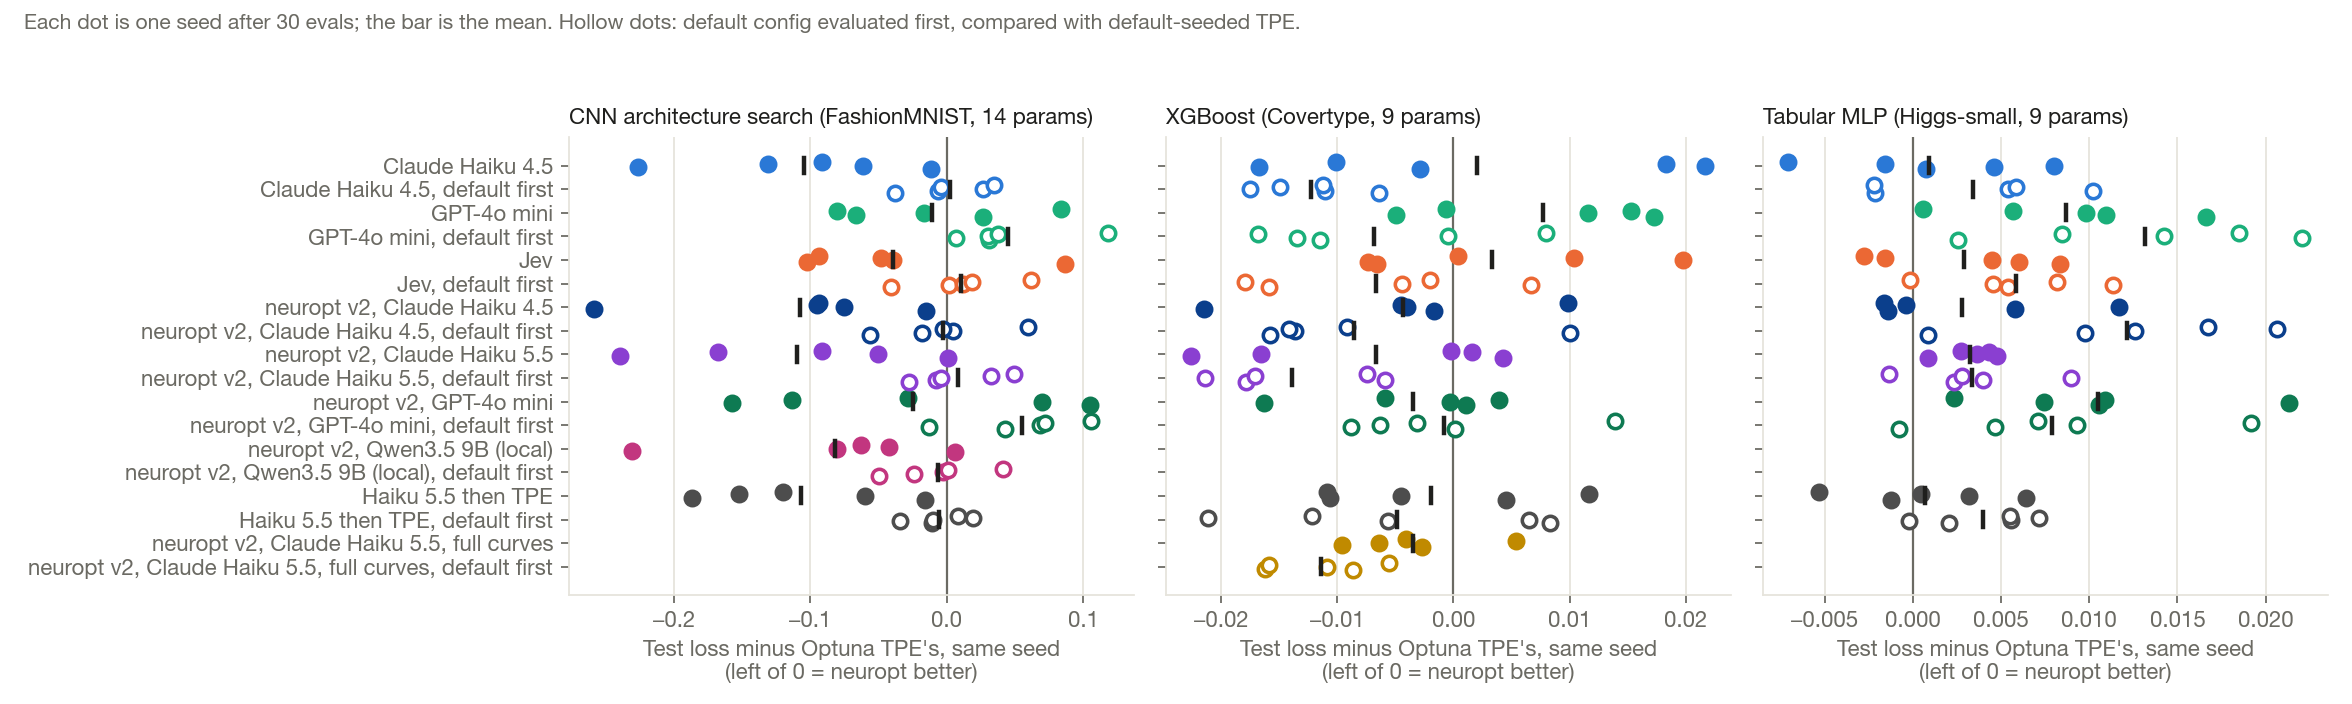 Each dot is one seed after 30 evals; the bar is the mean. Hollow dots: default config evaluated first, compared with default-seeded TPE.
CNN architecture search (FashionMNIST, 14 params)
XGBoost (Covertype, 9 params)
Tabular MLP (Higgs-small, 9 params)
Claude Haiku 4.5
Claude Haiku 4.5, default first
GPT-4o mini
GPT-4o mini, default first
Jev
Jev, default first
neuropt v2, Claude Haiku 4.5
neuropt v2, Claude Haiku 4.5, default first
neuropt v2, Claude Haiku 5.5
neuropt v2, Claude Haiku 5.5, default first
neuropt v2, GPT-4o mini
neuropt v2, GPT-4o mini, default first
neuropt v2, Qwen3.5 9B (local)
neuropt v2, Qwen3.5 9B (local), default first
Haiku 5.5 then TPE
Haiku 5.5 then TPE, default first
neuropt v2, Claude Haiku 5.5, full curves
neuropt v2, Claude Haiku 5.5, full curves, default first
−0.2 −0.1 0.0 0.1
Test loss minus Optuna TPE's, same seed
(left of 0 = neuropt better)
−0.02 −0.01 0.00 0.01 0.02
Test loss minus Optuna TPE's, same seed
(left of 0 = neuropt better)
−0.005 0.000 0.005 0.010 0.015 0.020
Test loss minus Optuna TPE's, same seed
(left of 0 = neuropt better)